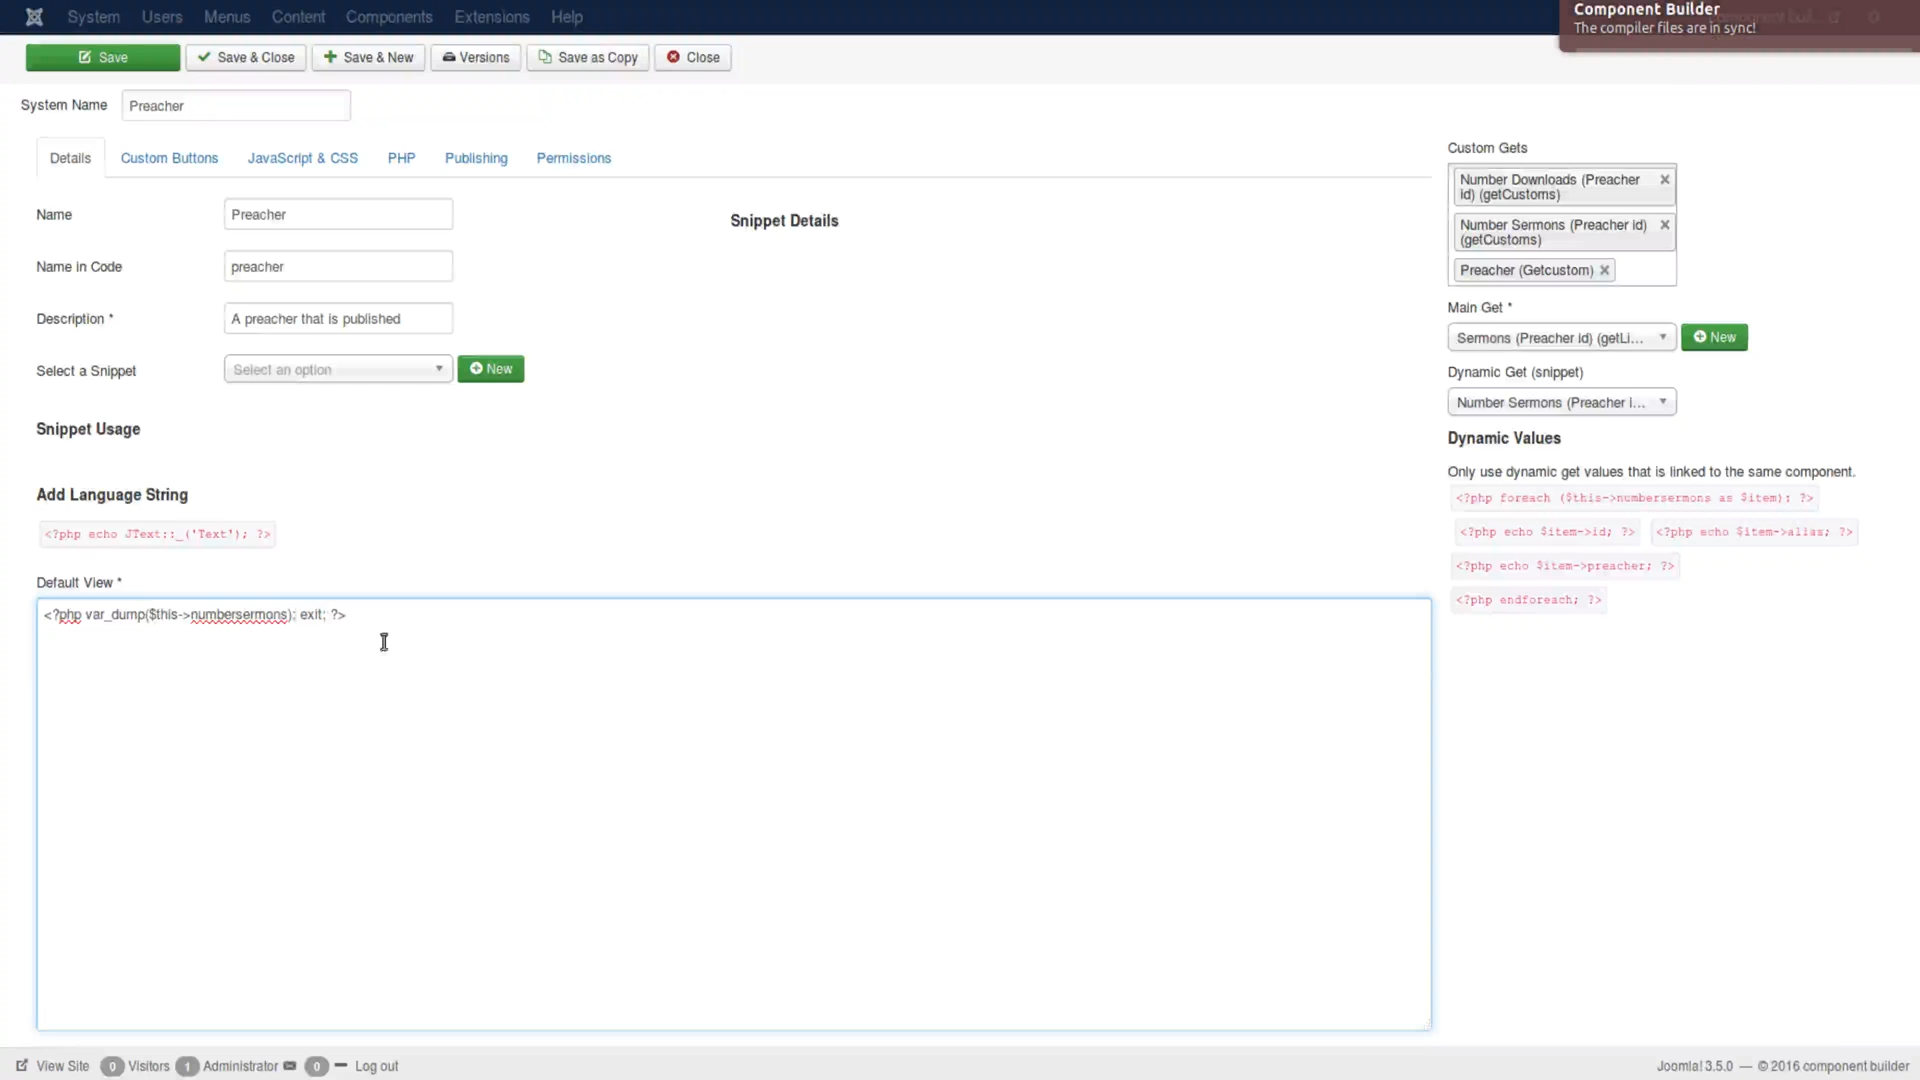 System Users Menus Content Components Extensions Help
Component Builder
The compiler files are in sync!
Save Save & Close Save & New Versions Save as Copy Close
System Name Preacher
Details Custom Buttons JavaScript & CSS PHP Publishing Permissions
Name Preacher
Name in Code preacher
Description * A preacher that is published
Select a Snippet Select an option New
Snippet Details
Snippet Usage
Add Language String
<?php echo JText::_('Text'); ?>
Default View *
<?php var_dump($this->numbersermons); exit; ?>
Custom Gets
Number Downloads (Preacher
id) (getCustoms)
Number Sermons (Preacher id)
(getCustoms)
Preacher (Getcustom)
Main Get *
Sermons (Preacher id) (getLi... New
Dynamic Get (snippet)
Number Sermons (Preacher i...
Dynamic Values
Only use dynamic get values that is linked to the same component.
<?php foreach ($this->numbersermons as $item): ?>
<?php echo $item->id; ?> <?php echo $item->alias; ?>
<?php echo $item->preacher; ?>
<?php endforeach; ?>
View Site 0 Visitors 1 Administrator 0 Log out
Joomla! 3.5.0 — © 2016 component builder